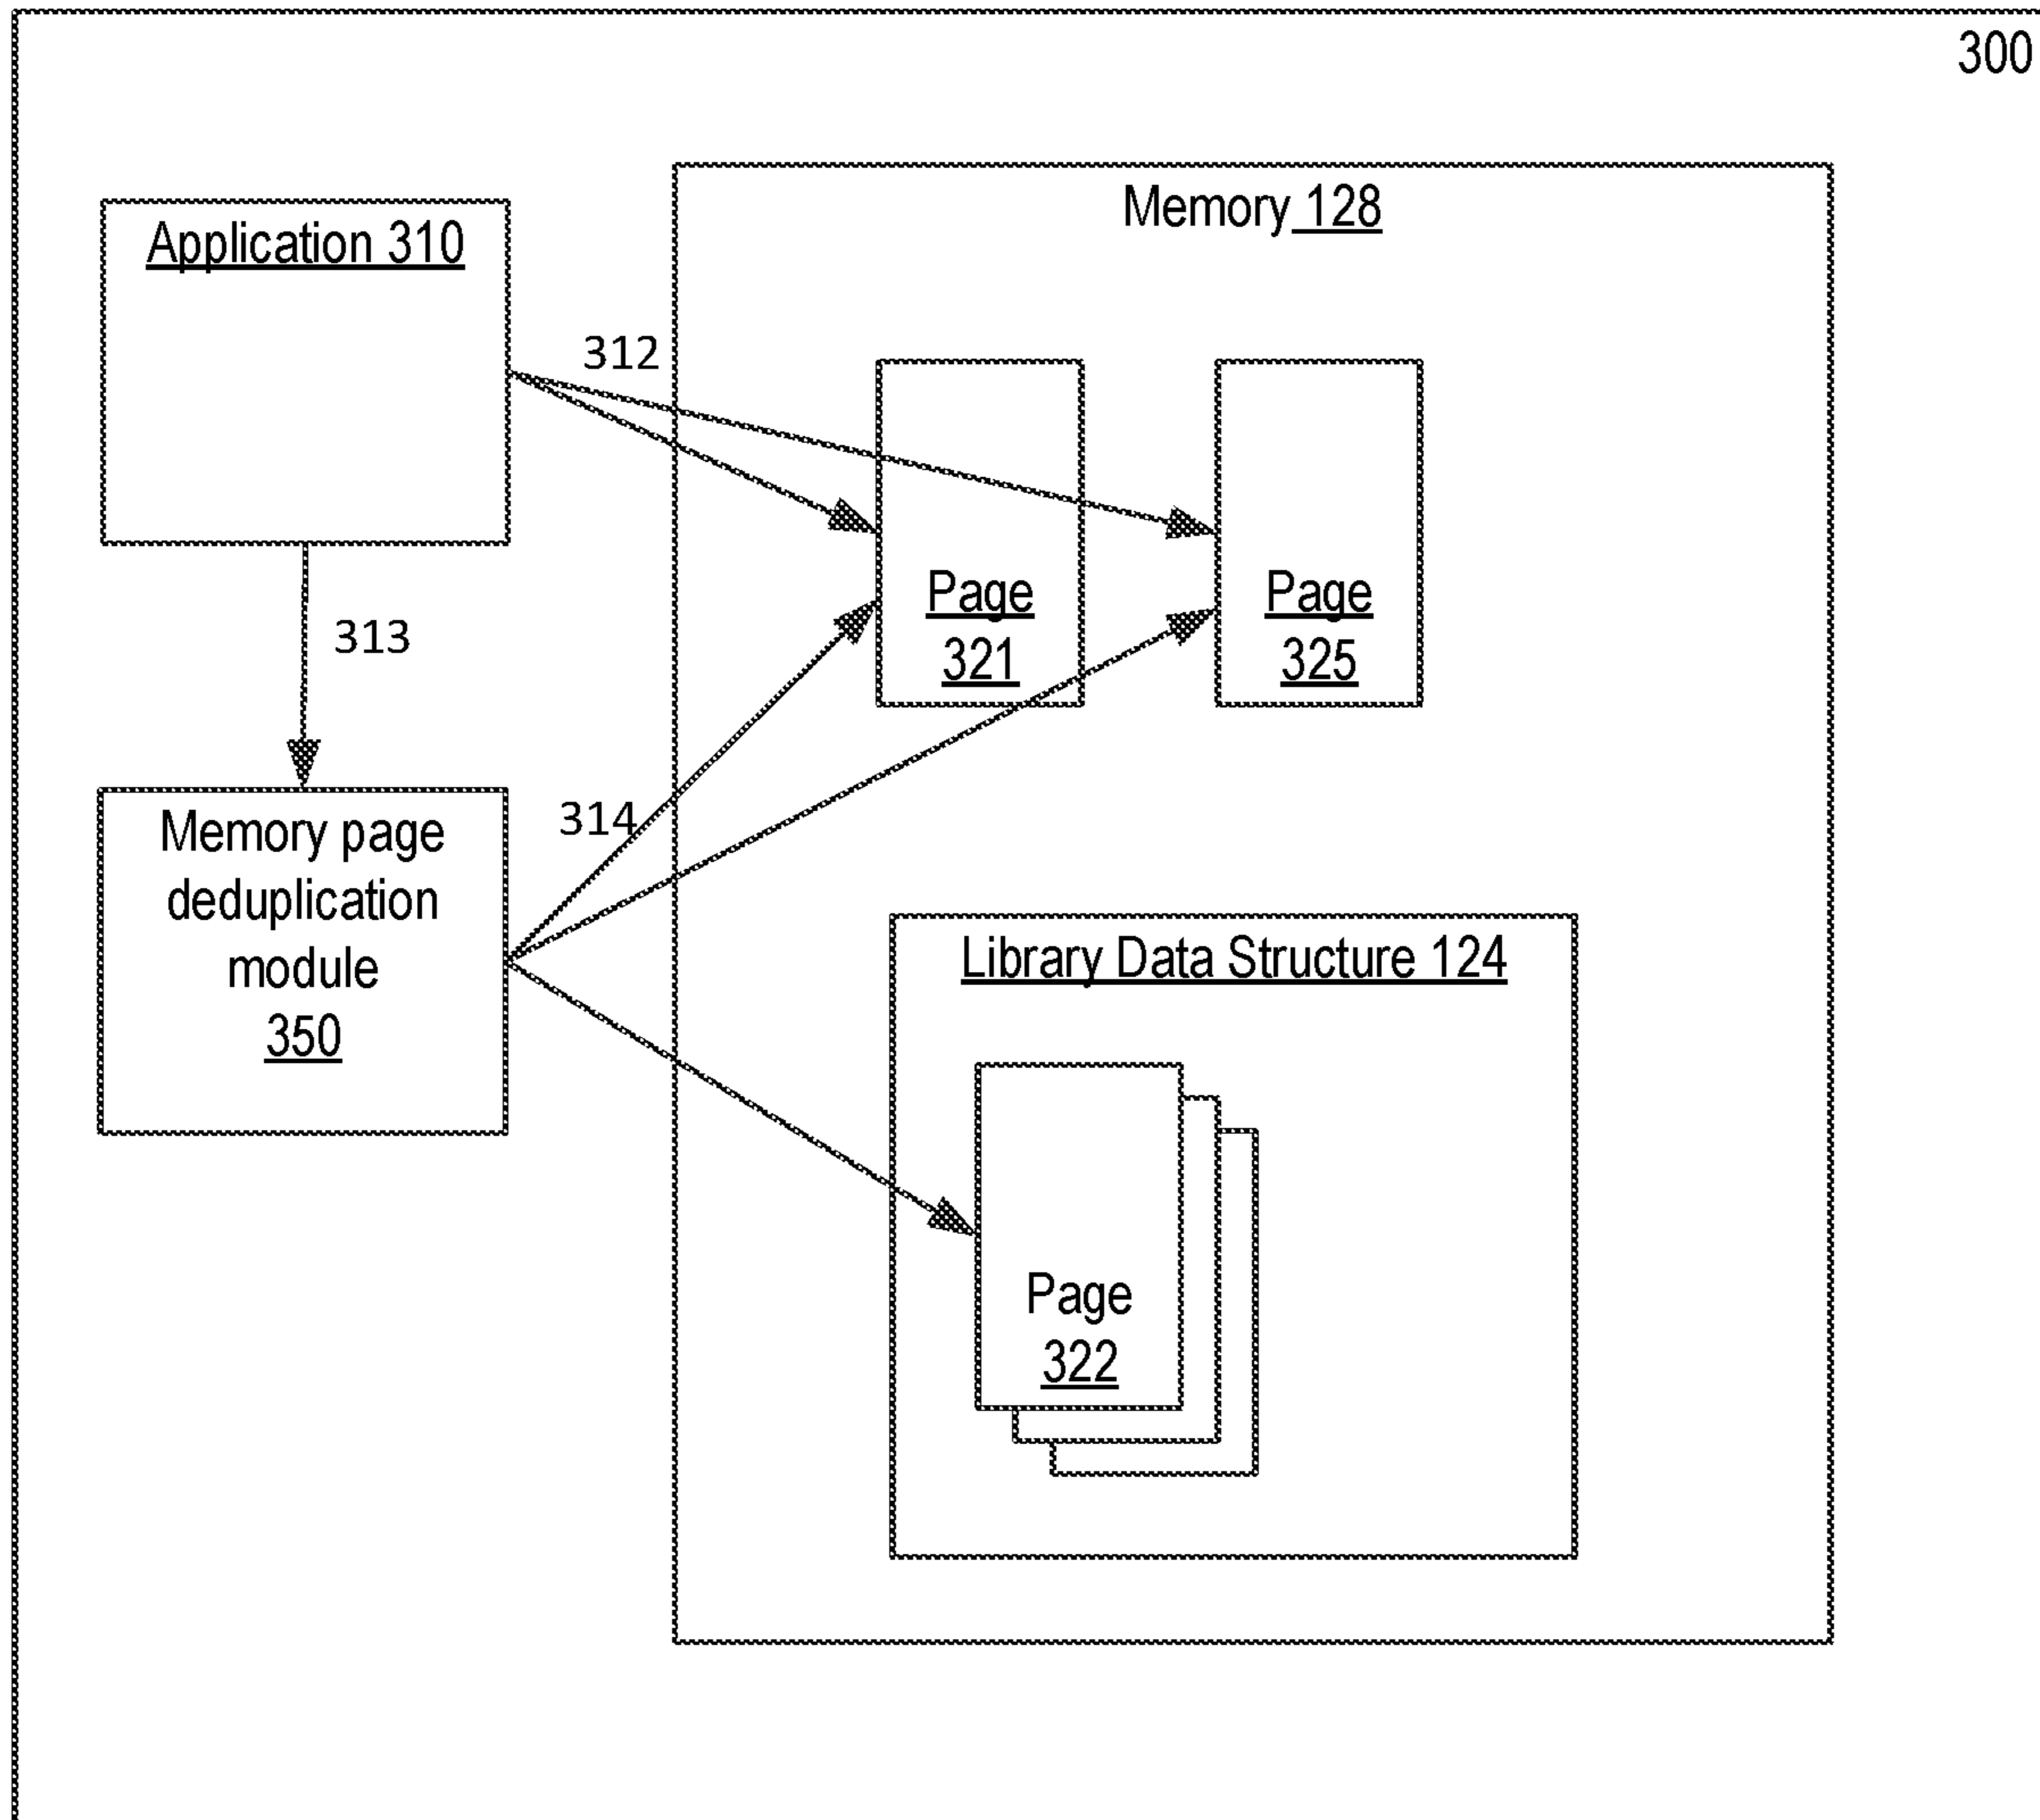 300
Memory 128
Application 310
312
Page
321
Page
325
313
Memory page
deduplication
module
350
314
Library Data Structure 124
Page
322